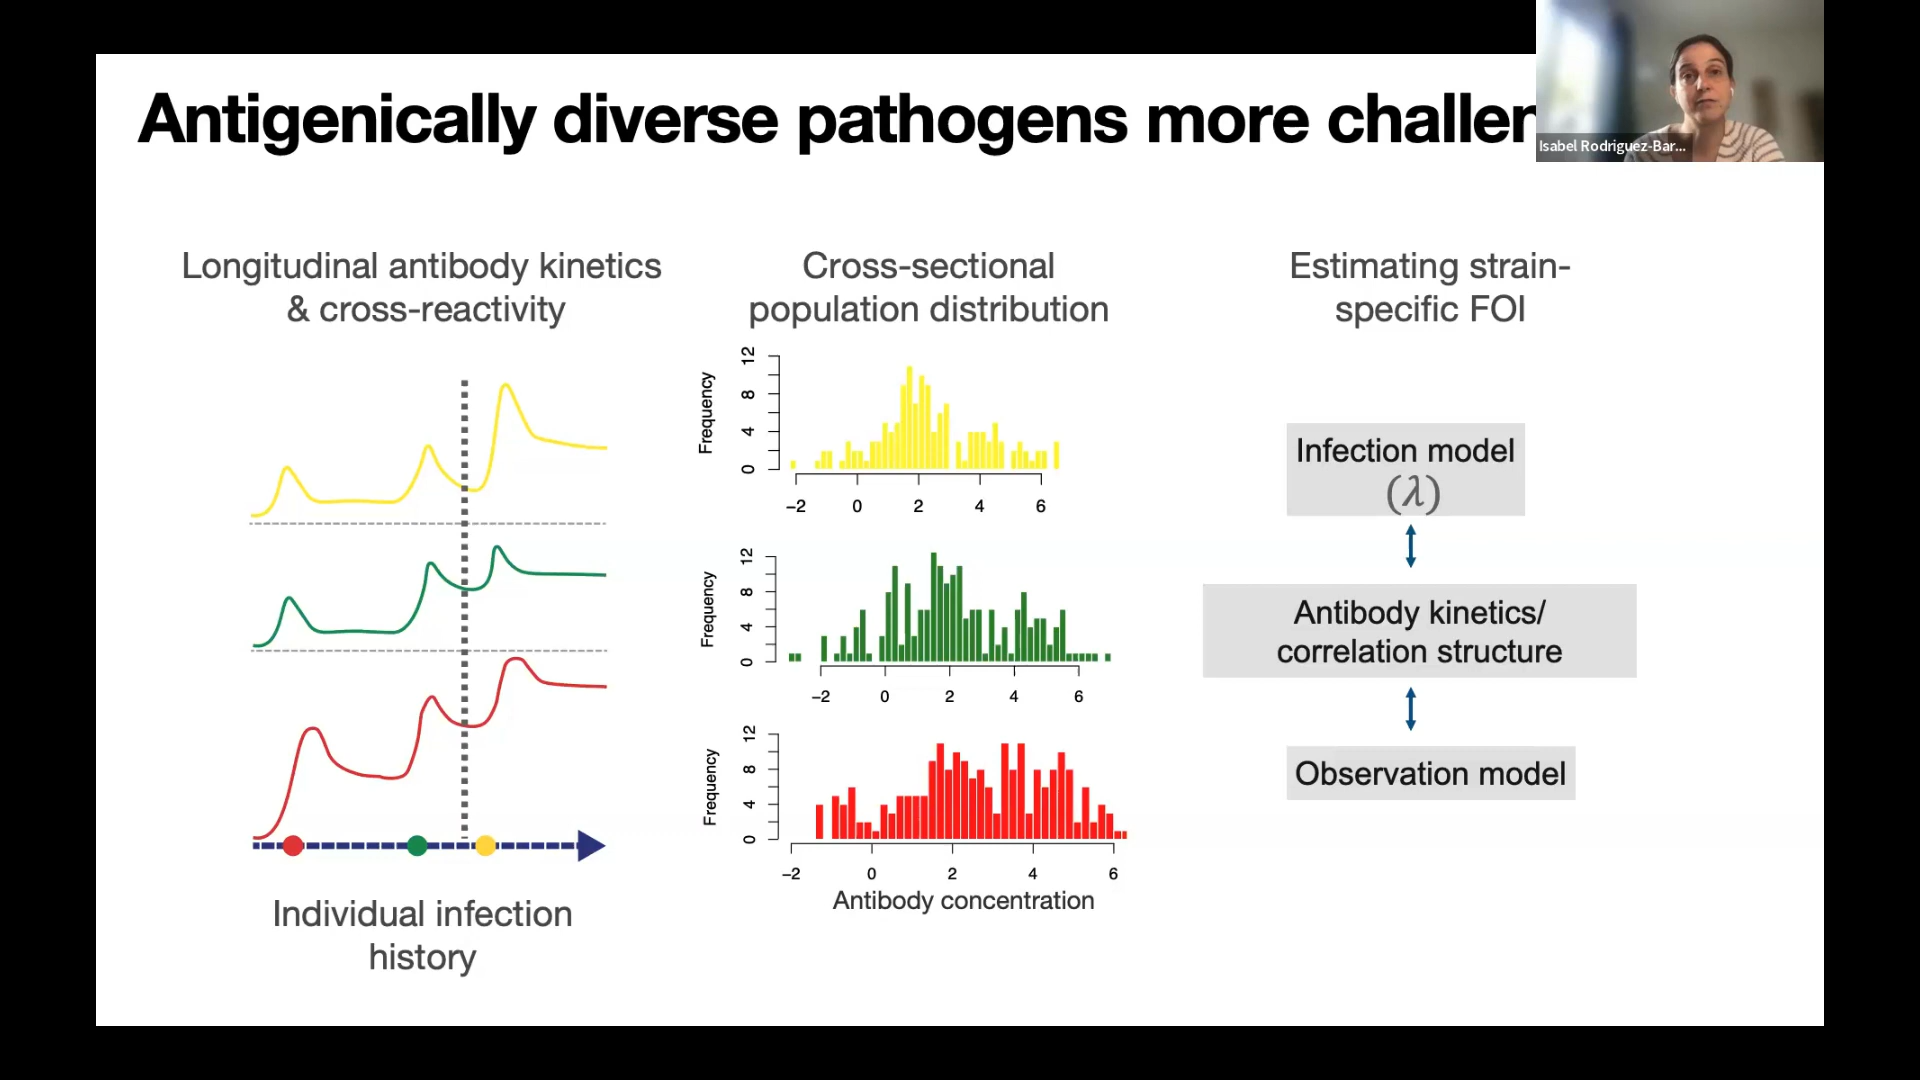 Antigenically diverse pathogens more challen
Isabel Rodriguez-Bar...
Longitudinal antibody kinetics
& cross-reactivity
Individual infection
history
Cross-sectional
population distribution
Frequency
12
8
4
0
−2 0 2 4 6
Frequency
12
8
4
0
−2 0 2 4 6
Frequency
12
8
4
0
−2 0 2 4 6
Antibody concentration
Estimating strain-
specific FOI
Infection model
(λ)
Antibody kinetics/
correlation structure
Observation model